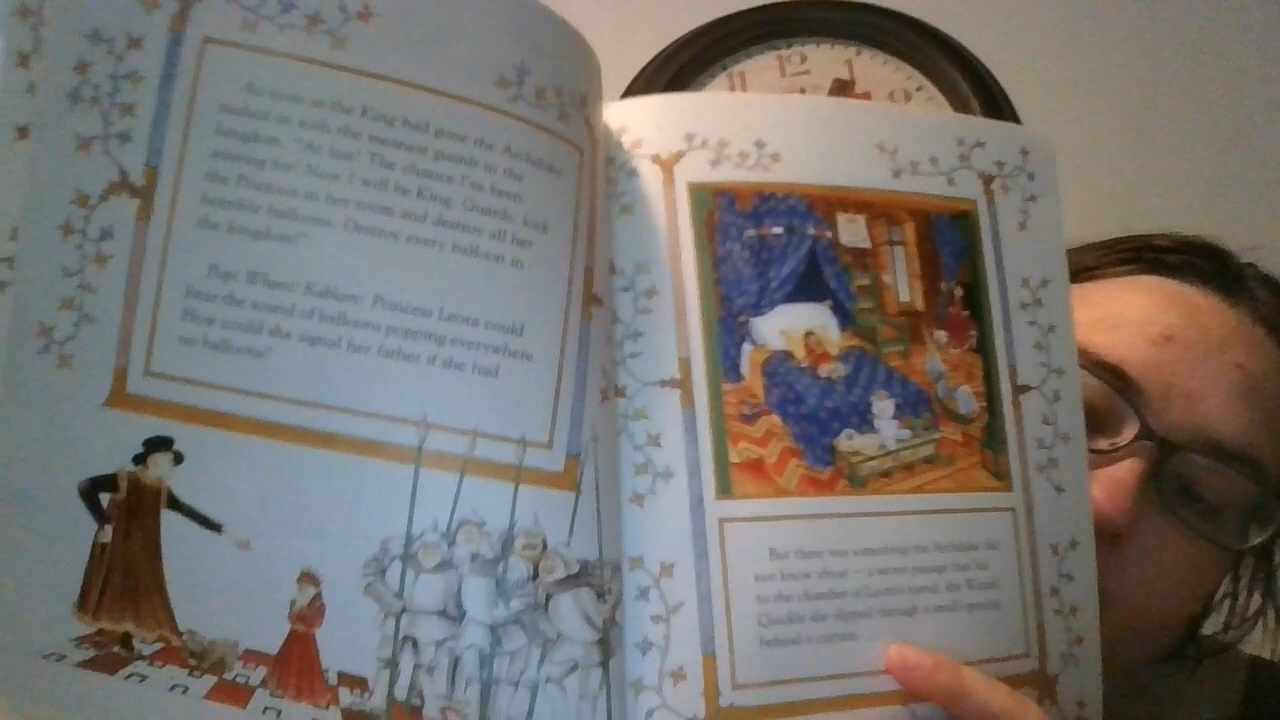 As soon as the King had gone the Archduke
rushed in with the meanest guards in the
kingdom. "At last! The chance I've been
waiting for! Now I will be King. Guards, lock
the Princess in her room and destroy all her
horrible balloons. Destroy every balloon in
the kingdom!"
Pop! Wham! Kablam! Princess Leora could
hear the sound of balloons popping everywhere.
How could she signal her father if she had
no balloons?
But there was something the Archduke did
not know about — a secret passage that led
to the chamber of Leora's friend, the Wizard.
Quickly she slipped through a small opening
behind a curtain.
11 12 1